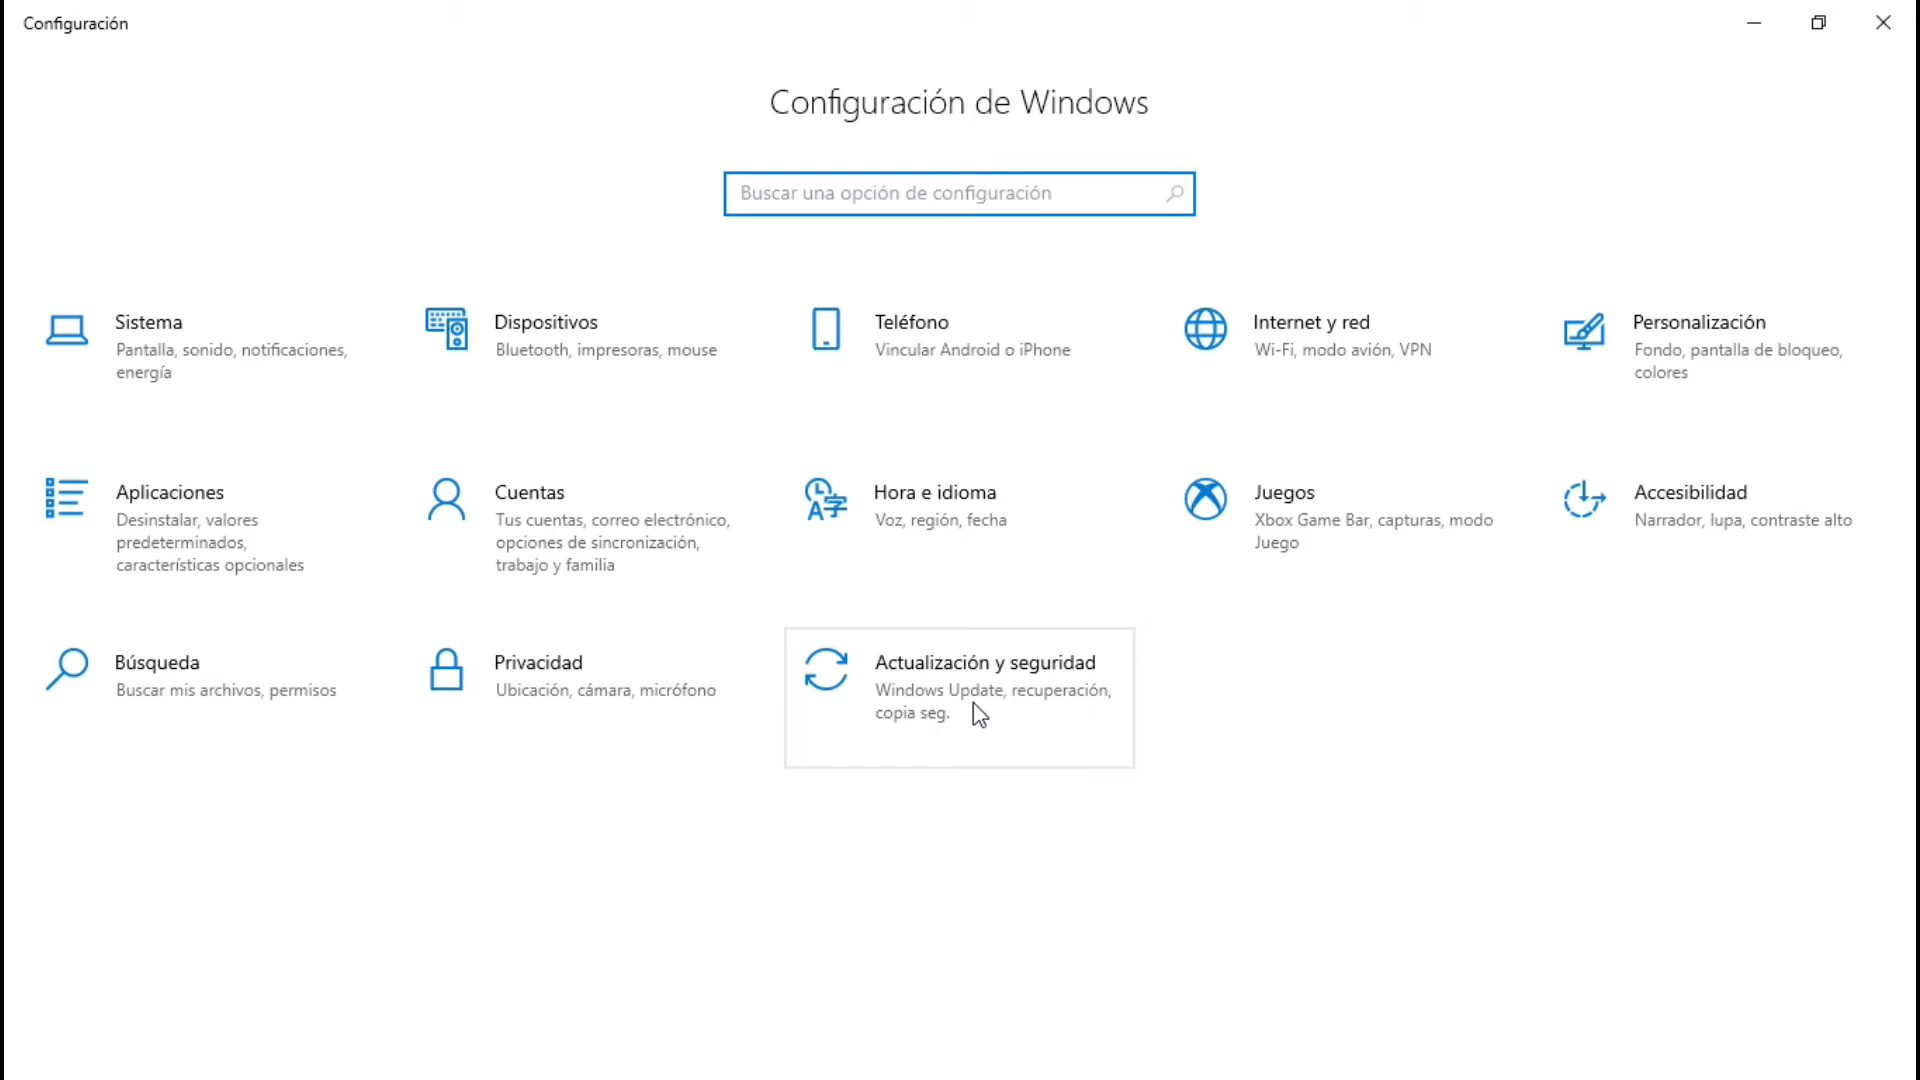 Configuración
Configuración de Windows
Buscar una opción de configuración
Sistema
Pantalla, sonido, notificaciones,
energía
Dispositivos
Bluetooth, impresoras, mouse
Teléfono
Vincular Android o iPhone
Internet y red
Wi-Fi, modo avión, VPN
Personalización
Fondo, pantalla de bloqueo,
colores
Aplicaciones
Desinstalar, valores
predeterminados,
características opcionales
Cuentas
Tus cuentas, correo electrónico,
opciones de sincronización,
trabajo y familia
Hora e idioma
Voz, región, fecha
Juegos
Xbox Game Bar, capturas, modo
Juego
Accesibilidad
Narrador, lupa, contraste alto
Búsqueda
Buscar mis archivos, permisos
Privacidad
Ubicación, cámara, micrófono
Actualización y seguridad
Windows Update, recuperación,
copia seg.